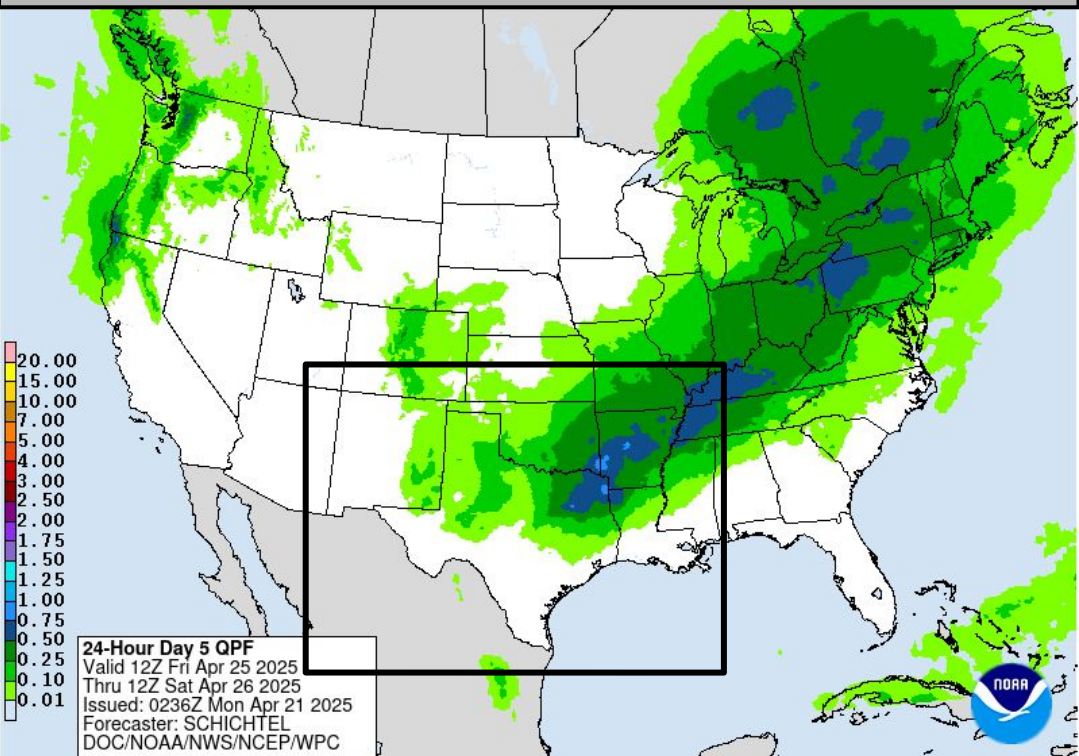 20.00
15.00
10.00
7.00
5.00
4.00
3.00
2.50
2.00
1.75
1.50
1.25
1.00
0.75
0.50
0.25
0.10
0.01
24-Hour Day 5 QPF
Valid 12Z Fri Apr 25 2025
Thru 12Z Sat Apr 26 2025
Issued: 0236Z Mon Apr 21 2025
Forecaster: SCHICHTEL
DOC/NOAA/NWS/NCEP/WPC
NOAA